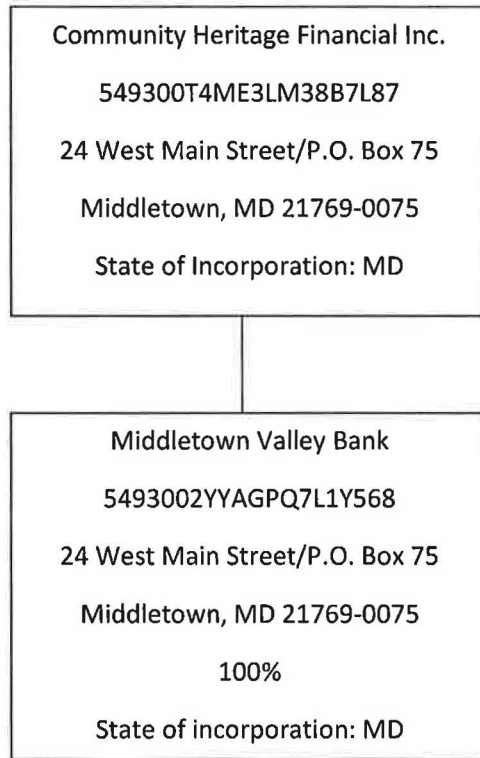 Community Heritage Financial Inc.
549300T4ME3LM38B7L87
24 West Main Street/P.O. Box 75
Middletown, MD 21769-0075
State of Incorporation: MD
Middletown Valley Bank
5493002YYAGPQ7L1Y568
24 West Main Street/P.O. Box 75
Middletown, MD 21769-0075
100%
State of incorporation: MD